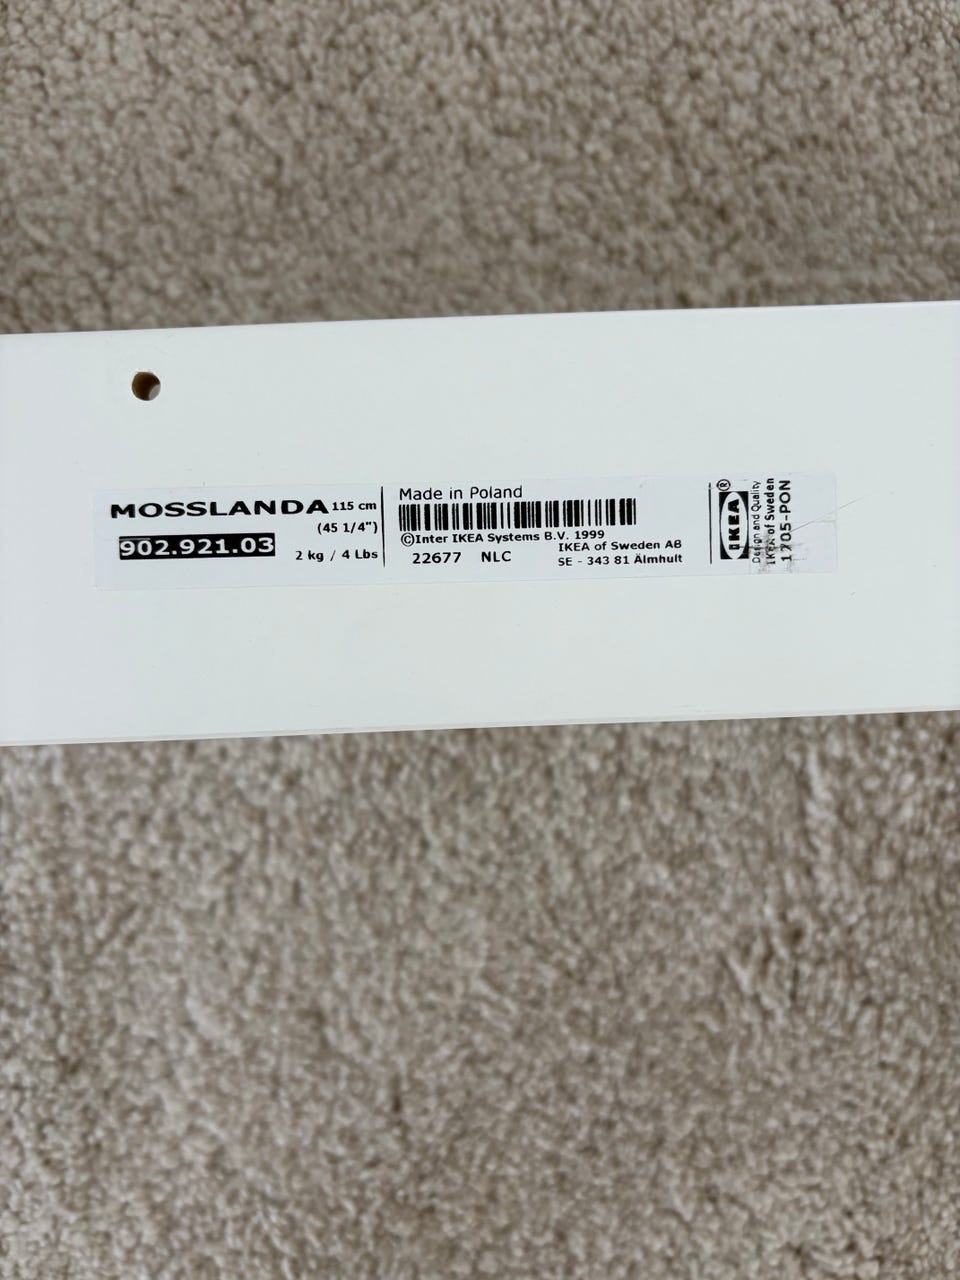 MOSSLANDA 115 cm
(45 1/4")
902.921.03
2 kg / 4 Lbs
Made in Poland
©Inter IKEA Systems B.V. 1999
22677 NLC
IKEA of Sweden AB
SE - 343 81 Älmhult
IKEA®
Design and Quality
IKEA of Sweden
1705-PON